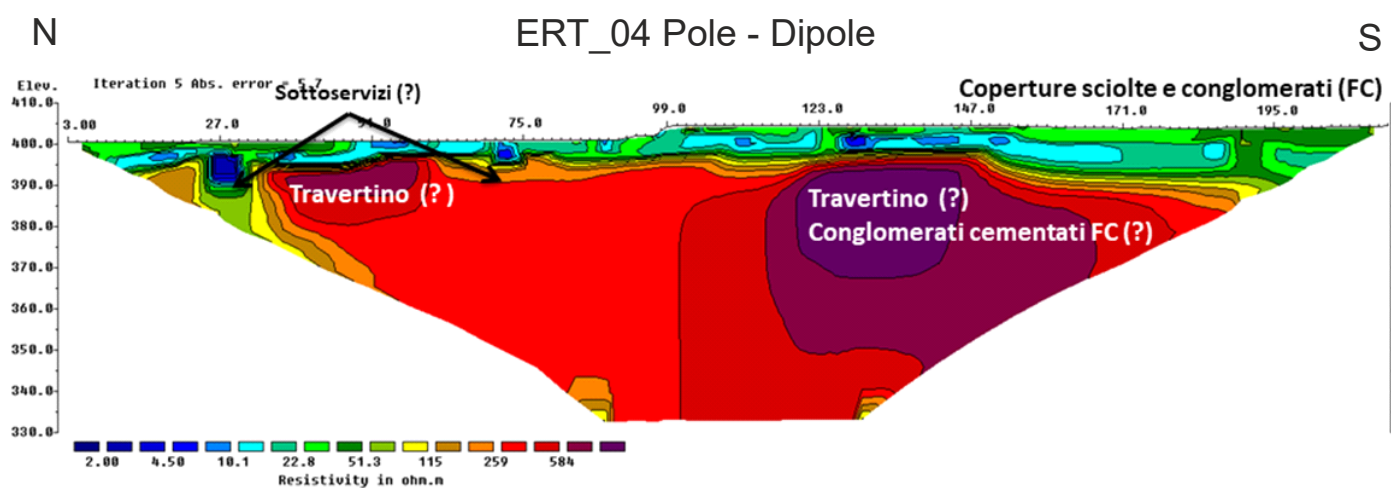 N
ERT_04 Pole - Dipole
S
Elev.
Iteration 5 Abs. error = 5.7
Sottoservizi (?)
Coperture sciolte e conglomerati (FC)
410.0
3.00 27.0 75.0 99.0 123.0 147.0 171.0 195.0
400.0
390.0
Travertino (?)
Travertino (?)
380.0
Conglomerati cementati FC (?)
370.0
360.0
350.0
340.0
330.0
2.00 4.50 10.1 22.8 51.3 115 259 584
Resistivity in ohm.m